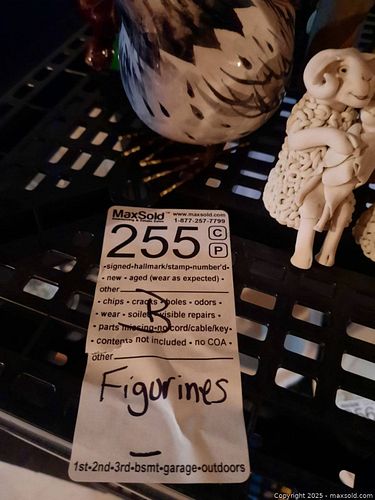 MaxSold www.maxsold.com
1-877-257-7799
255 C
P
-signed-hallmark/stamp-number'd-
- new - aged (wear as expected) -
other
- chips - cracks - holes - odors -
B
- wear - soiled - visible repairs -
- parts missing-no cord/cable/key-
- contents not included - no COA -
other
Figurines
1st-2nd-3rd-bsmt-garage-outdoors
Copyright © 2025 - maxsold.com